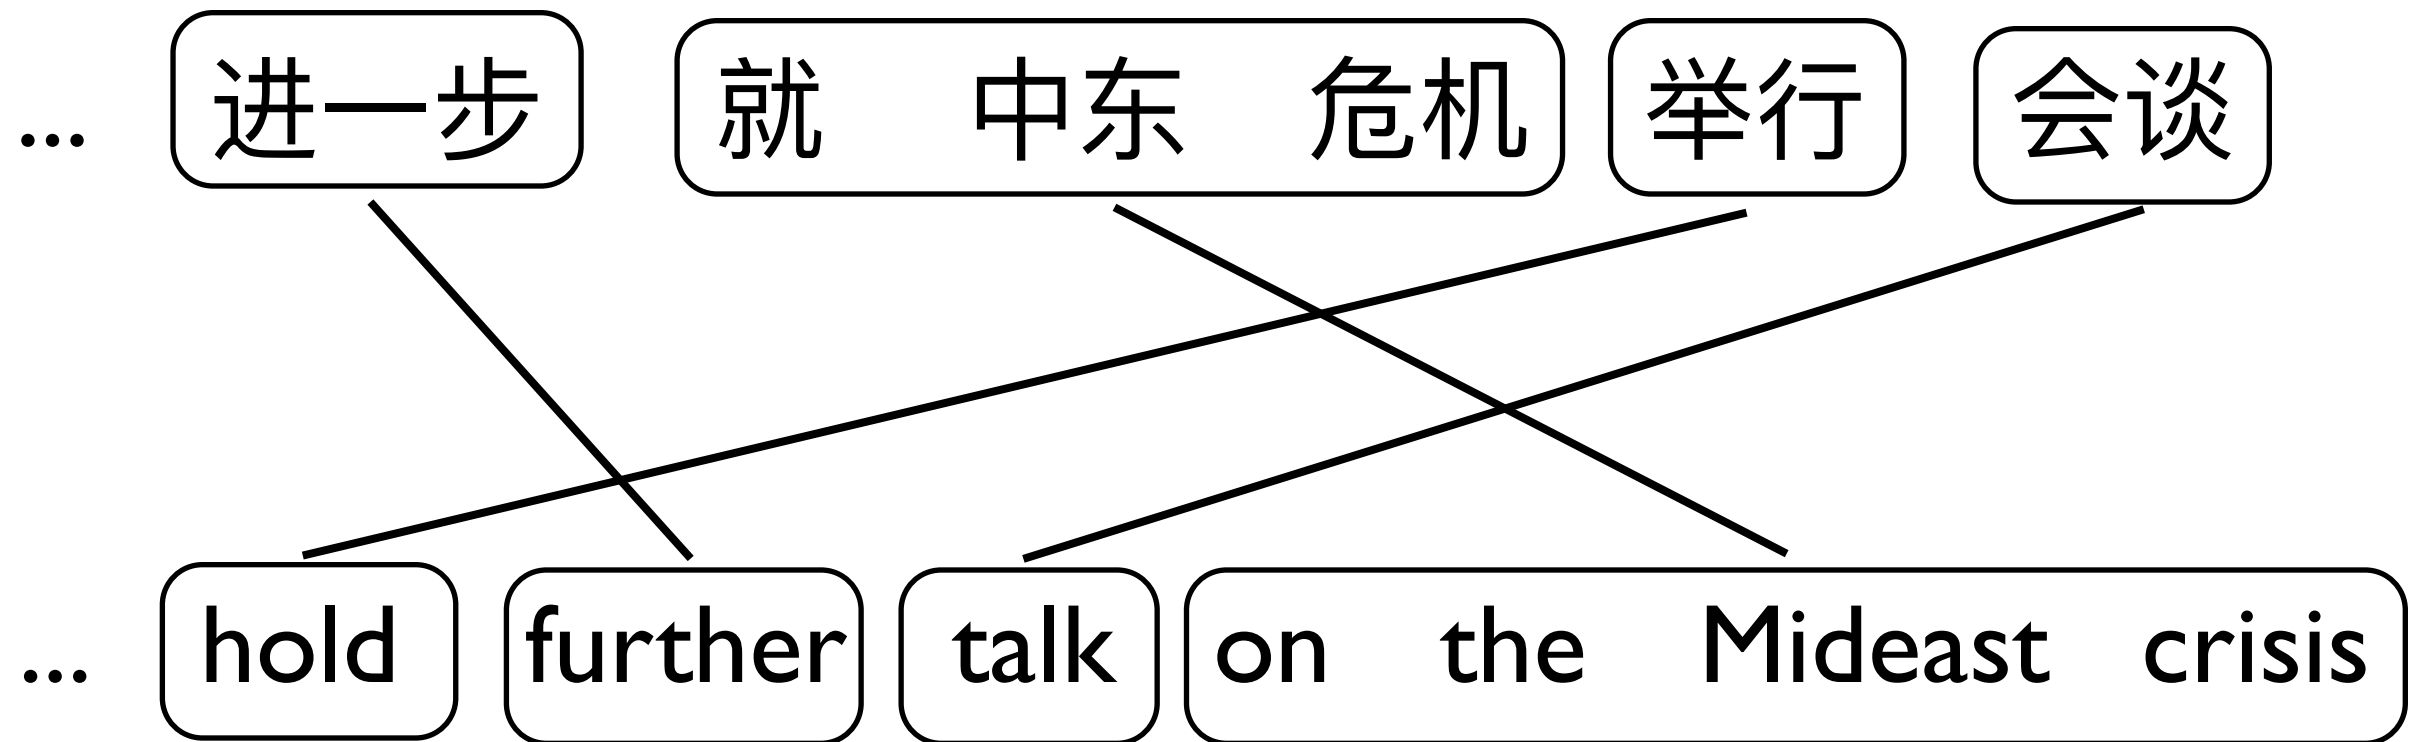 ... 进一步 就 中东 危机 举行 会谈
... hold further talk on the Mideast crisis